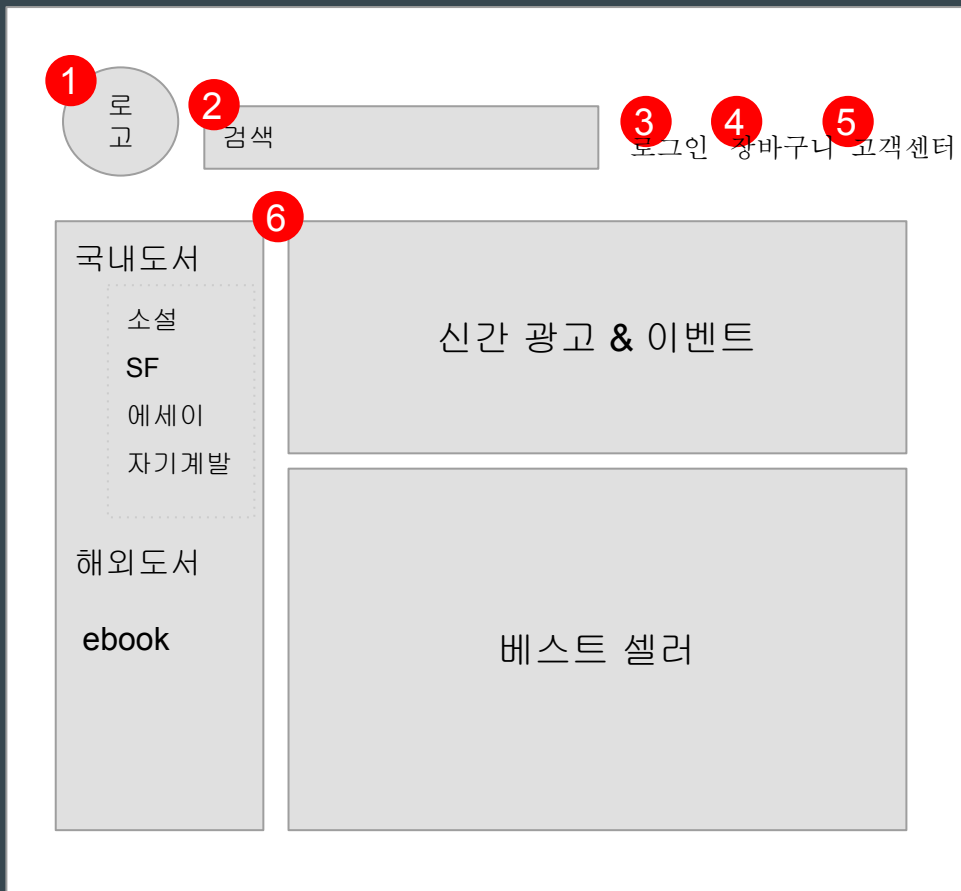 1
로
고
2
검색
3
로그인
4
장바구니
5
고객센터
6
국내도서
소설
SF
에세이
자기계발
해외도서
ebook
신간 광고 & 이벤트
베스트 셀러